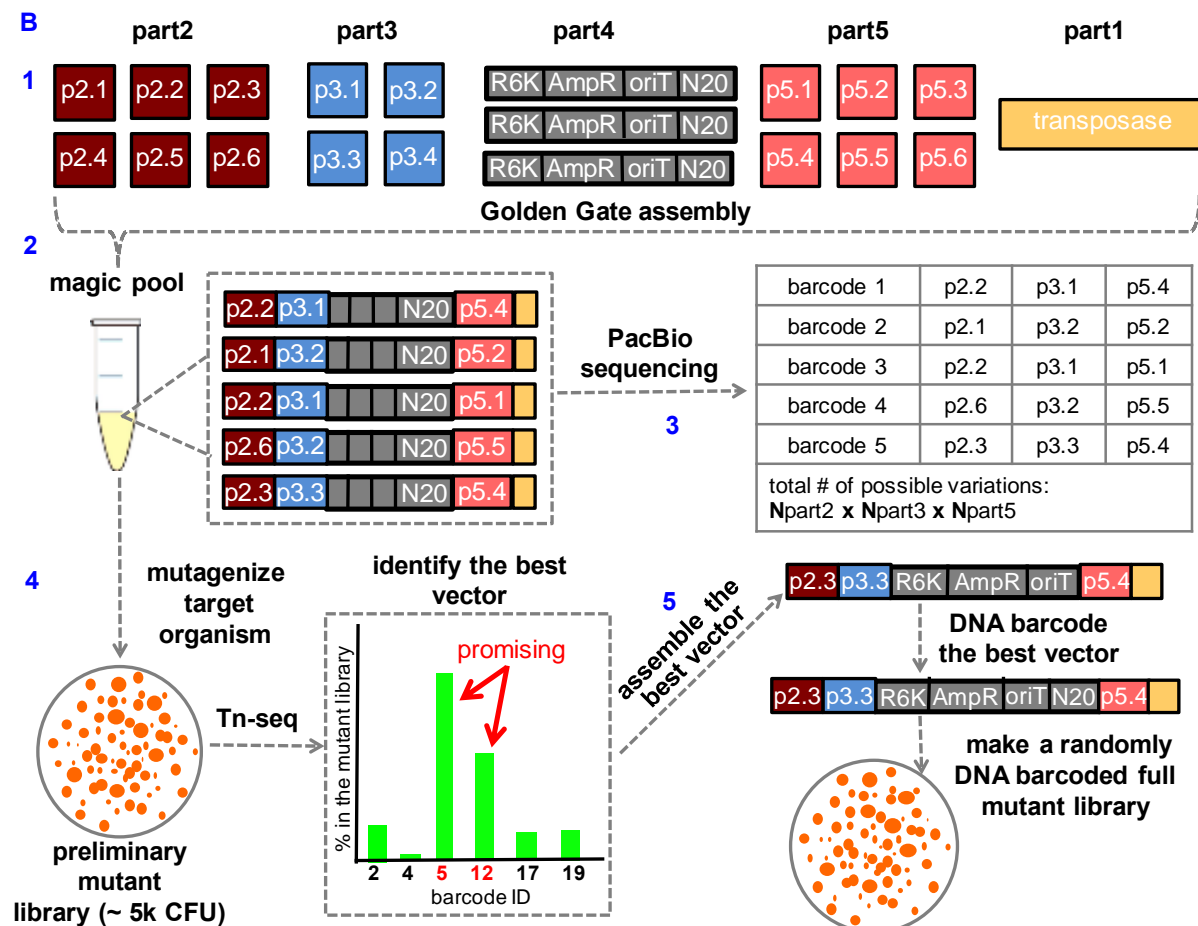 B
part2 part3 part4 part5 part1
1
p2.1 p2.2 p2.3 p3.1 p3.2 R6K AmpR oriT N20 p5.1 p5.2 p5.3
R6K AmpR oriT N20 transposase
p2.4 p2.5 p2.6 p3.3 p3.4 R6K AmpR oriT N20 p5.4 p5.5 p5.6
Golden Gate assembly
2
magic pool
p2.2 p3.1 N20 p5.4
p2.1 p3.2 N20 p5.2
p2.2 p3.1 N20 p5.1
p2.6 p3.2 N20 p5.5
p2.3 p3.3 N20 p5.4
PacBio
sequencing
3
barcode 1 p2.2 p3.1 p5.4
barcode 2 p2.1 p3.2 p5.2
barcode 3 p2.2 p3.1 p5.1
barcode 4 p2.6 p3.2 p5.5
barcode 5 p2.3 p3.3 p5.4
total # of possible variations:
Npart2 x Npart3 x Npart5
4
mutagenize
target
organism
preliminary
mutant
library (~ 5k CFU)
Tn-seq
identify the best
vector
% in the mutant library
promising
2 4 5 12 17 19
barcode ID
5
assemble the
best vector
p2.3 p3.3 R6K AmpR oriT p5.4
DNA barcode
the best vector
p2.3 p3.3 R6K AmpR oriT N20 p5.4
make a randomly
DNA barcoded full
mutant library